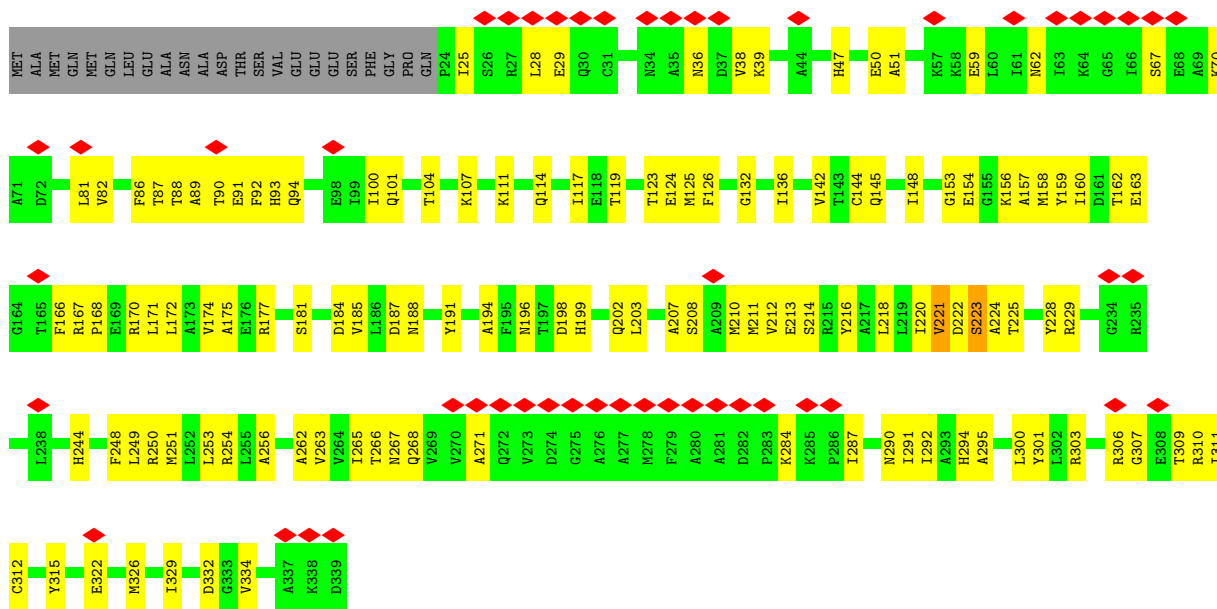 MET ALA MET GLN MET GLN LEU GLU ALA ASN ALA ASP THR SER VAL GLU GLU GLU SER PHE GLY PRO GLN P24 I25 S26 R27 L28 E29 Q30 C31 N34 A35 N36 D37 V38 K39 A44 H47 E50 A51 K57 K58 E59 L60 I61 N62 I63 K64 G65 I66 S67 E68 A69 K70
A71 D72 L81 V82 F86 T87 T88 A89 T90 E91 F92 H93 Q94 E98 I99 I100 Q101 T104 K107 K111 Q114 I117 E118 T119 T123 E124 M125 F126 G132 I136 V142 T143 C144 Q145 I148 G153 E154 G155 K156 A157 M158 Y159 I160 D161 T162 E163
G164 T165 F166 R167 P168 E169 R170 L171 L172 A173 V174 A175 E176 R177 S181 D184 V185 L186 D187 N188 Y191 A194 F195 N196 T197 D198 H199 Q202 L203 A207 S208 A209 M210 M211 V212 E213 S214 R215 Y216 A217 L218 L219 I220 V221 D222 S223 A224 T225 Y228 R229 G234 R235
L238 H244 F248 L249 R250 M251 L252 L253 R254 L255 A256 A262 V263 V264 I265 T266 N267 Q268 V269 V270 A271 Q272 V273 D274 G275 A276 A277 M278 F279 A280 A281 D282 P283 K284 K285 P286 I287 N290 I291 I292 A293 H294 A295 L300 Y301 L302 R303 R306 G307 E308 T309 R310 I311
C312 Y315 E322 M326 I329 D332 G333 V334 A337 K338 D339